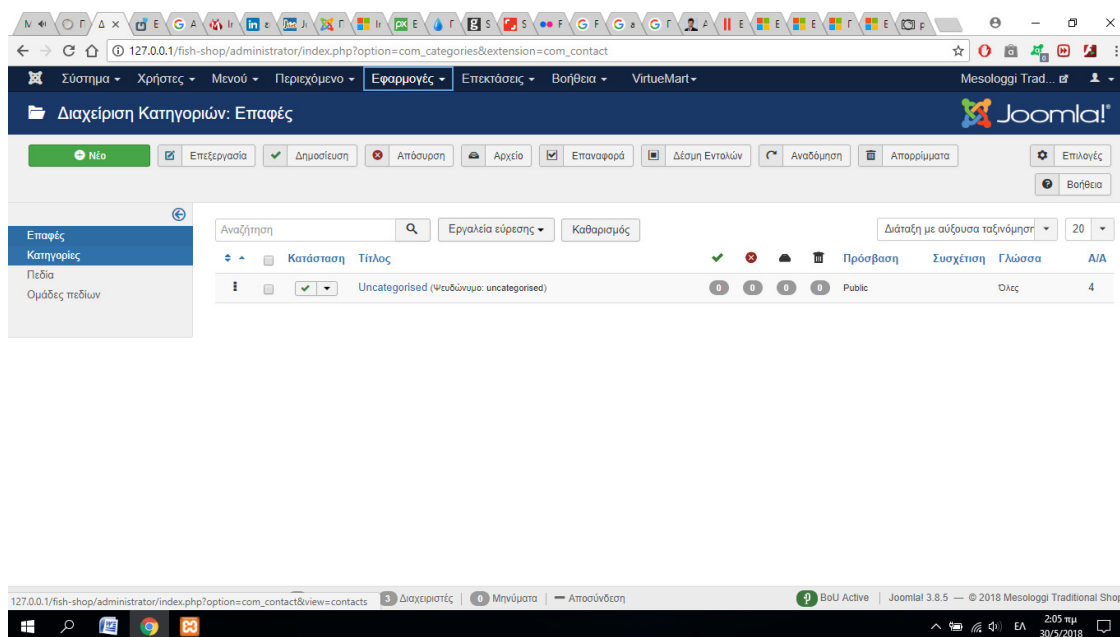 127.0.0.1/fish-shop/administrator/index.php?option=com_categories&extension=com_contact
Σύστημα Χρήστες Μενού Περιεχόμενο Εφαρμογές Επεκτάσεις Βοήθεια VirtueMart Mesologgi Trad...
Διαχείριση Κατηγοριών: Επαφές Joomla!®
Νέο Επεξεργασία Δημοσίευση Απόσυρση Αρχείο Επαναφορά Δέσμη Εντολών Αναδόμηση Απορρίμματα Επιλογές
Βοήθεια
Επαφές
Κατηγορίες
Πεδία
Ομάδες πεδίων
Αναζήτηση Εργαλεία εύρεσης Καθαρισμός Διάταξη με αύξουσα ταξινόμηση 20
Κατάσταση Τίτλος Πρόσβαση Συσχέτιση Γλώσσα Α/Α
Uncategorised (Ψευδώνυμο: uncategorised) 0 0 0 0 Public Όλες 4
127.0.0.1/fish-shop/administrator/index.php?option=com_contact&view=contacts 3 Διαχειριστές 0 Μηνύματα Αποσύνδεση BoU Active Joomla! 3.8.5 — © 2018 Mesologgi Traditional Shop
ΕΛ 2:05 πμ
30/5/2018